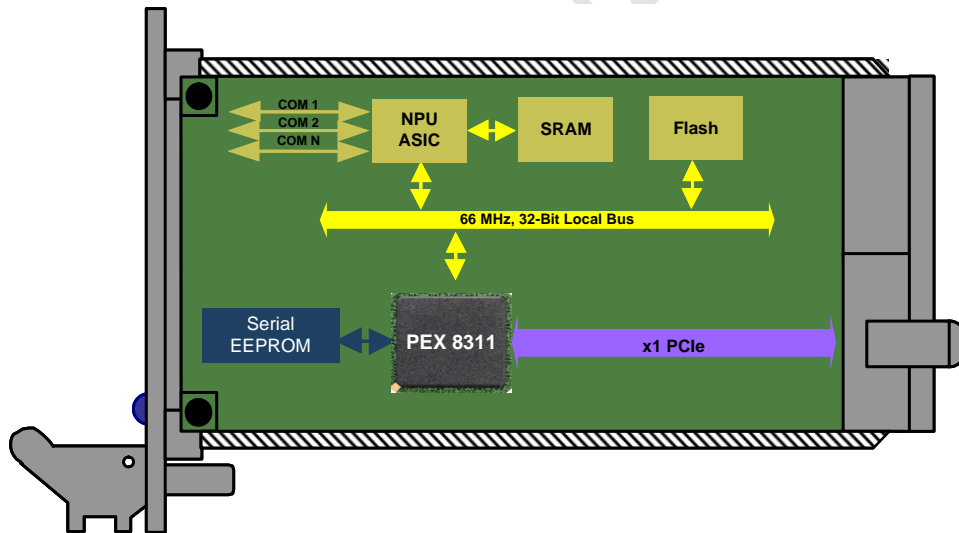 COM 1
COM 2
COM N
NPU
ASIC
SRAM
Flash
66 MHz, 32-Bit Local Bus
Serial
EEPROM
PEX 8311
x1 PCIe